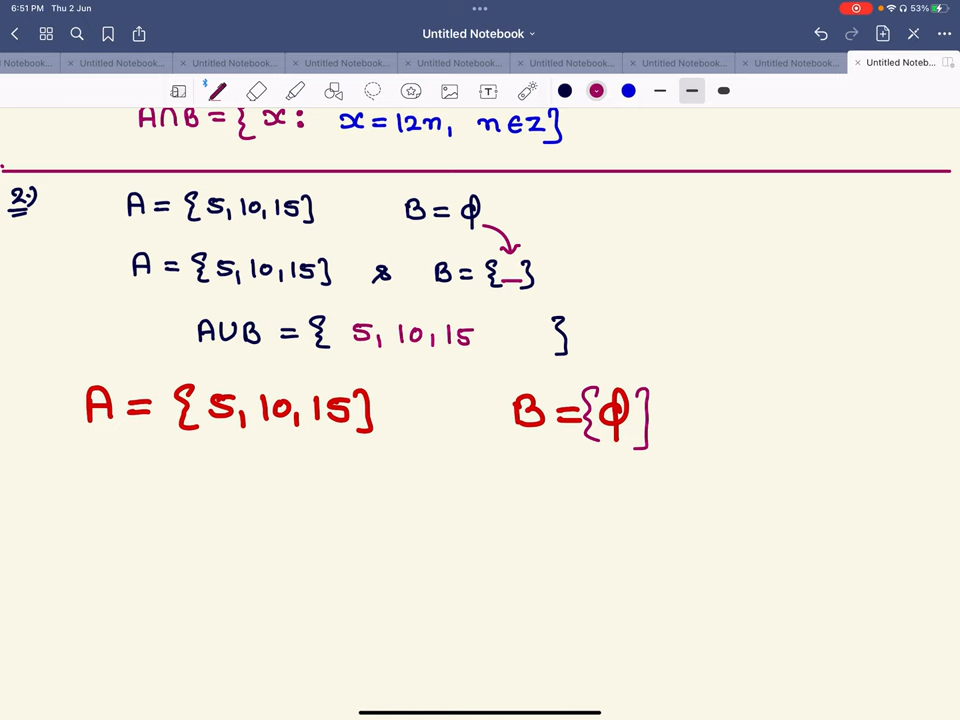 6:51 PM Thu 2 Jun
53%
Untitled Notebook
Notebook... Untitled Notebook... Untitled Notebook... Untitled Notebook... Untitled Notebook... Untitled Notebook... Untitled Notebook... Untitled Notebook... Untitled Noteb...
A∩B = { x : x = 12n, n ∈ Z }
2.) A = {5, 10, 15} B = ϕ
A = {5, 10, 15} & B = {_}
A∪B = { 5, 10, 15 }
A = {5, 10, 15} B = {ϕ}